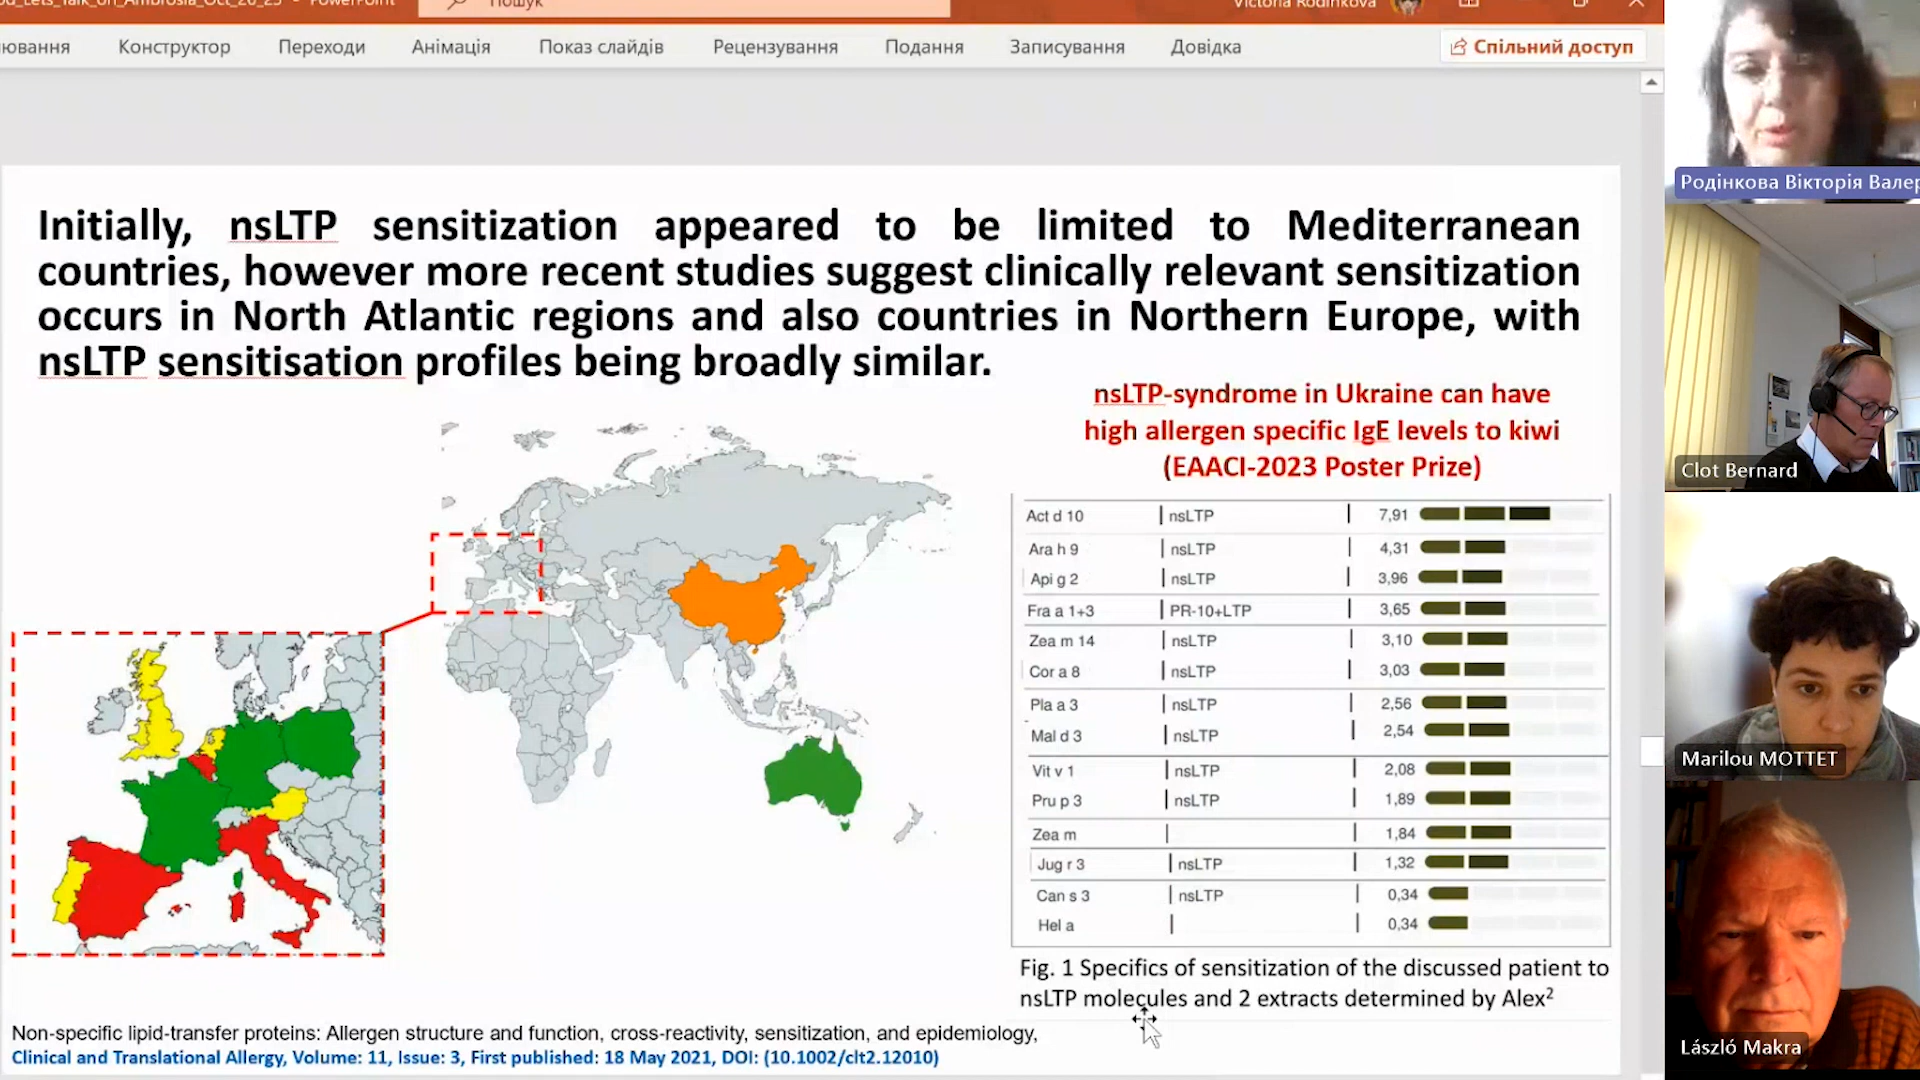 od_Lets_Talk_on_Ambrosia_Oct_26_23 - PowerPoint
Пошук
Victoria Rodinkova
Конструктор
Переходи
Анімація
Показ слайдів
Рецензування
Подання
Записування
Довідка
Спільний доступ
Initially, nsLTP sensitization appeared to be limited to Mediterranean
countries, however more recent studies suggest clinically relevant sensitization
occurs in North Atlantic regions and also countries in Northern Europe, with
nsLTP sensitisation profiles being broadly similar.
nsLTP-syndrome in Ukraine can have
high allergen specific IgE levels to kiwi
(EAACI-2023 Poster Prize)
Act d 10 nsLTP 7,91
Ara h 9 nsLTP 4,31
Api g 2 nsLTP 3,96
Fra a 1+3 PR-10+LTP 3,65
Zea m 14 nsLTP 3,10
Cor a 8 nsLTP 3,03
Pla a 3 nsLTP 2,56
Mal d 3 nsLTP 2,54
Vit v 1 nsLTP 2,08
Pru p 3 nsLTP 1,89
Zea m 1,84
Jug r 3 nsLTP 1,32
Can s 3 nsLTP 0,34
Hel a 0,34
Fig. 1 Specifics of sensitization of the discussed patient to
nsLTP molecules and 2 extracts determined by Alex²
Non-specific lipid-transfer proteins: Allergen structure and function, cross-reactivity, sensitization, and epidemiology,
Clinical and Translational Allergy, Volume: 11, Issue: 3, First published: 18 May 2021, DOI: (10.1002/clt2.12010)
Родінкова Вікторія Валер
Clot Bernard
Marilou MOTTET
László Makra